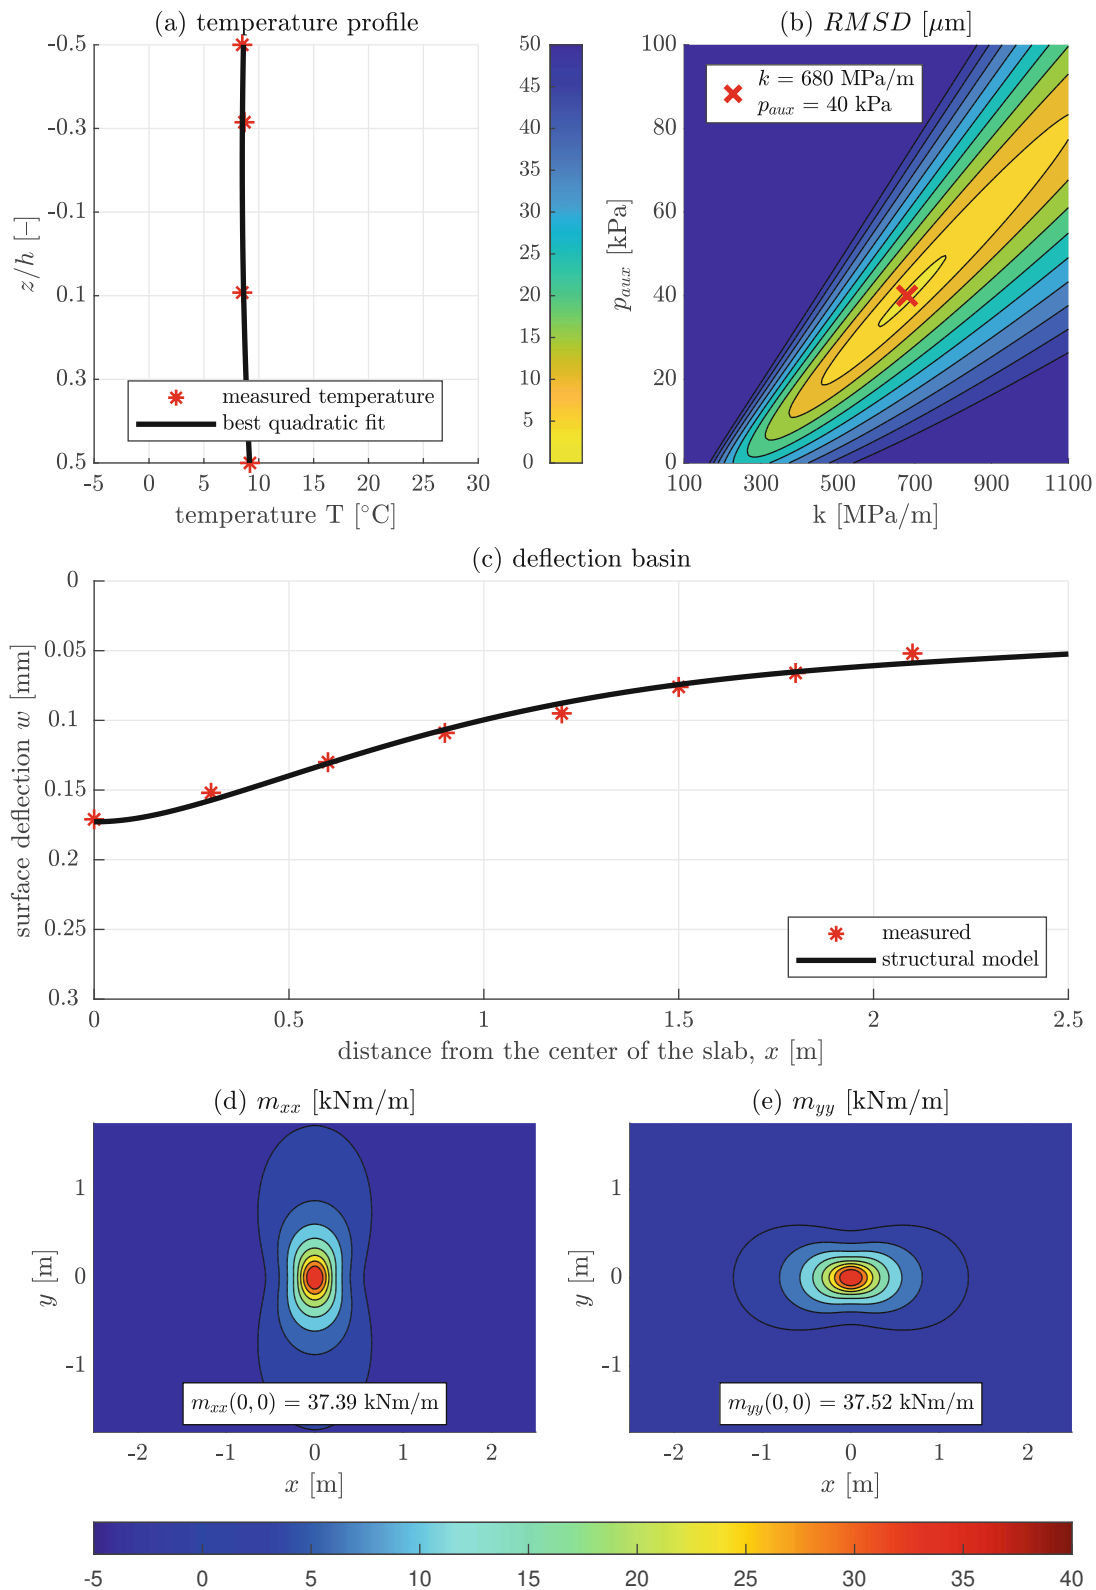 (a) temperature profile
-0.5
-0.3
-0.1
0.1
0.3
0.5
z/h [−]
measured temperature
best quadratic fit
-5 0 5 10 15 20 25 30
temperature T [°C]
50
45
40
35
30
25
20
15
10
5
0
(b) RMSD [μm]
k = 680 MPa/m
p_aux = 40 kPa
100
80
60
40
20
0
p_aux [kPa]
100 300 500 700 900 1100
k [MPa/m]
(c) deflection basin
0
0.05
0.1
0.15
0.2
0.25
0.3
surface deflection w [mm]
measured
structural model
0 0.5 1 1.5 2 2.5
distance from the center of the slab, x [m]
(d) m_xx [kNm/m]
1
0
-1
y [m]
m_xx(0,0) = 37.39 kNm/m
-2 -1 0 1 2
x [m]
(e) m_yy [kNm/m]
1
0
-1
y [m]
m_yy(0,0) = 37.52 kNm/m
-2 -1 0 1 2
x [m]
-5 0 5 10 15 20 25 30 35 40